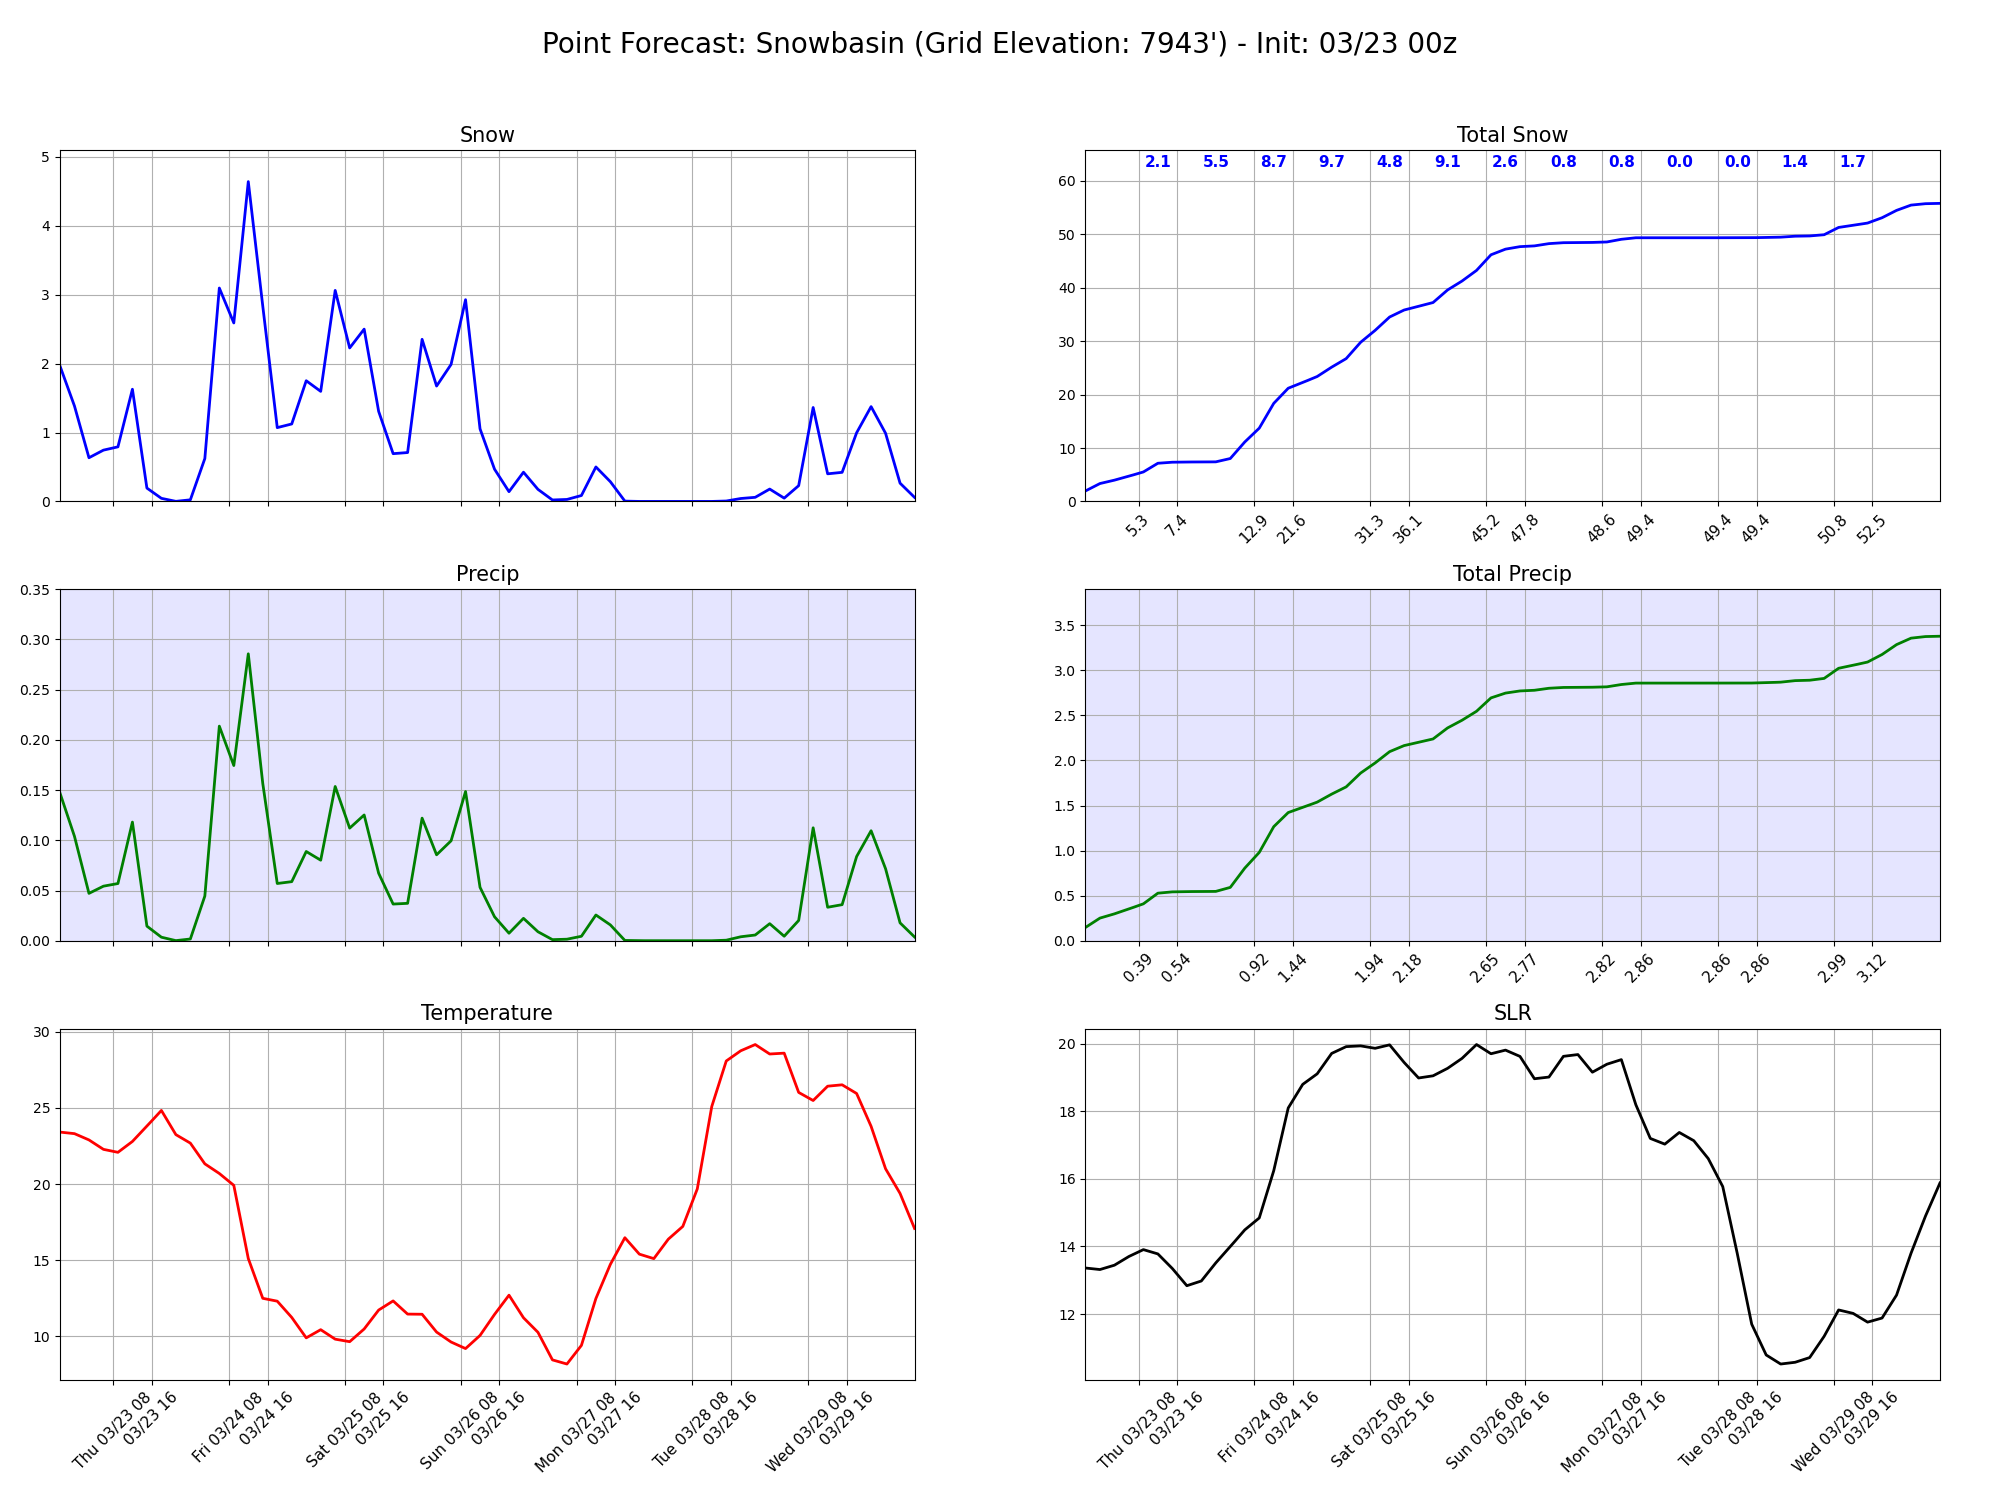 Point Forecast: Snowbasin (Grid Elevation: 7943') - Init: 03/23 00z
Snow
5
4
3
2
1
0
Total Snow
2.1 5.5 8.7 9.7 4.8 9.1 2.6 0.8 0.8 0.0 0.0 1.4 1.7
60
50
40
30
20
10
0
5.3 7.4 12.9 21.6 31.3 36.1 45.2 47.8 48.6 49.4 49.4 49.4 50.8 52.5
Precip
0.35
0.30
0.25
0.20
0.15
0.10
0.05
0.00
Total Precip
3.5
3.0
2.5
2.0
1.5
1.0
0.5
0.0
0.39 0.54 0.92 1.44 1.94 2.18 2.65 2.77 2.82 2.86 2.86 2.86 2.99 3.12
Temperature
30
25
20
15
10
Thu 03/23 08
03/23 16
Fri 03/24 08
03/24 16
Sat 03/25 08
03/25 16
Sun 03/26 08
03/26 16
Mon 03/27 08
03/27 16
Tue 03/28 08
03/28 16
Wed 03/29 08
03/29 16
SLR
20
18
16
14
12
Thu 03/23 08
03/23 16
Fri 03/24 08
03/24 16
Sat 03/25 08
03/25 16
Sun 03/26 08
03/26 16
Mon 03/27 08
03/27 16
Tue 03/28 08
03/28 16
Wed 03/29 08
03/29 16